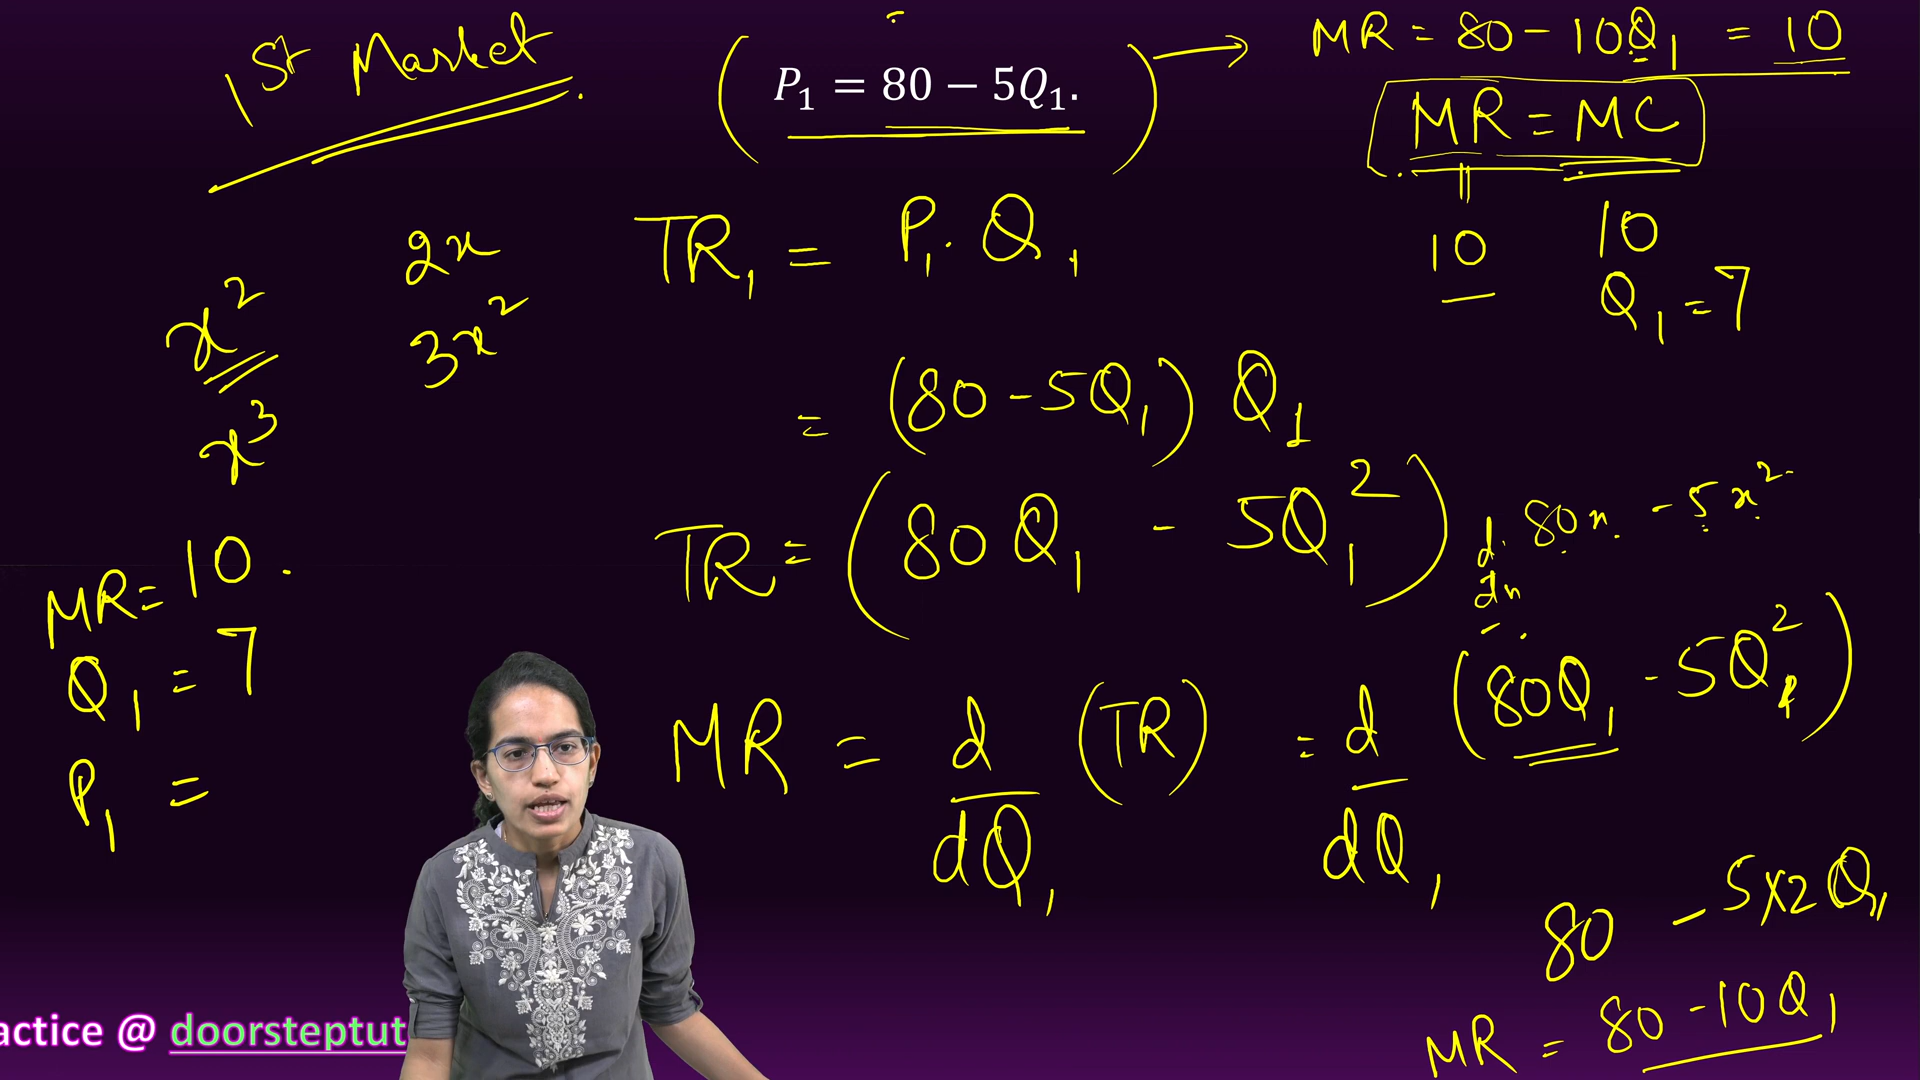 1st Market
P₁ = 80 − 5Q₁.
MR = 80 − 10Q₁ = 10
MR = MC
10 10
Q₁ = 7
TR₁ = P₁ . Q₁
x² 2x
x³ 3x²
= (80 − 5Q₁) Q₁
TR = (80Q₁ − 5Q₁²)
d/dx 80x − 5x²
MR = 10.
Q₁ = 7
P₁ =
MR = d/dQ₁ (TR) = d/dQ₁ (80Q₁ − 5Q₁²)
80 − 5x2Q₁
MR = 80 − 10Q₁
actice @ doorsteptut